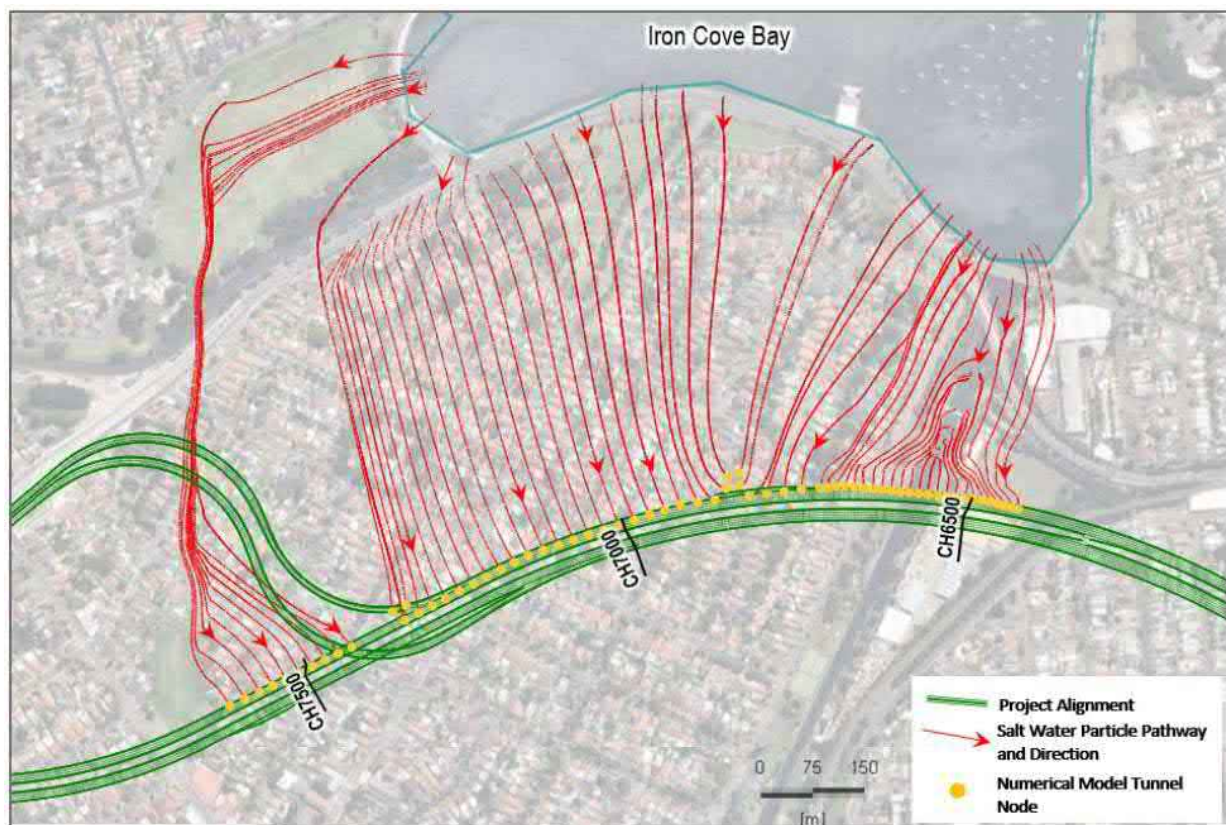 Iron Cove Bay
CH7000
CH6500
CH7500
Project Alignment
Salt Water Particle Pathway
and Direction
Numerical Model Tunnel
Node
0 75 150
[m]